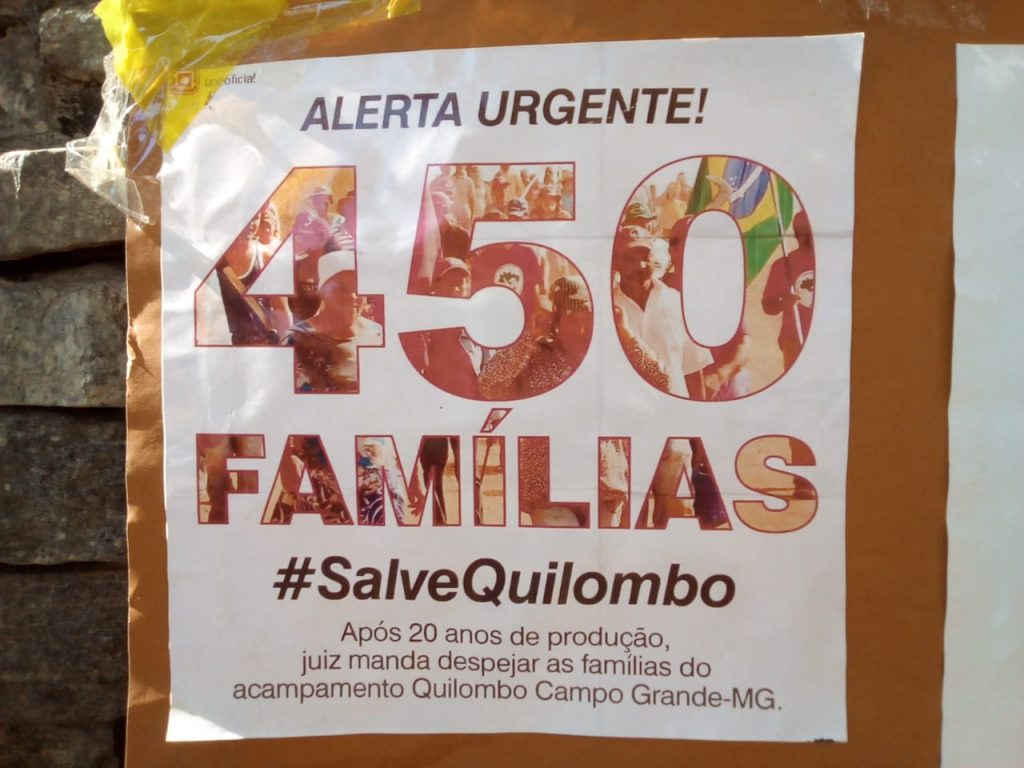 uneoficial
ALERTA URGENTE!
450
FAMÍLIAS
#SalveQuilombo
Após 20 anos de produção,
juiz manda despejar as famílias do
acampamento Quilombo Campo Grande-MG.